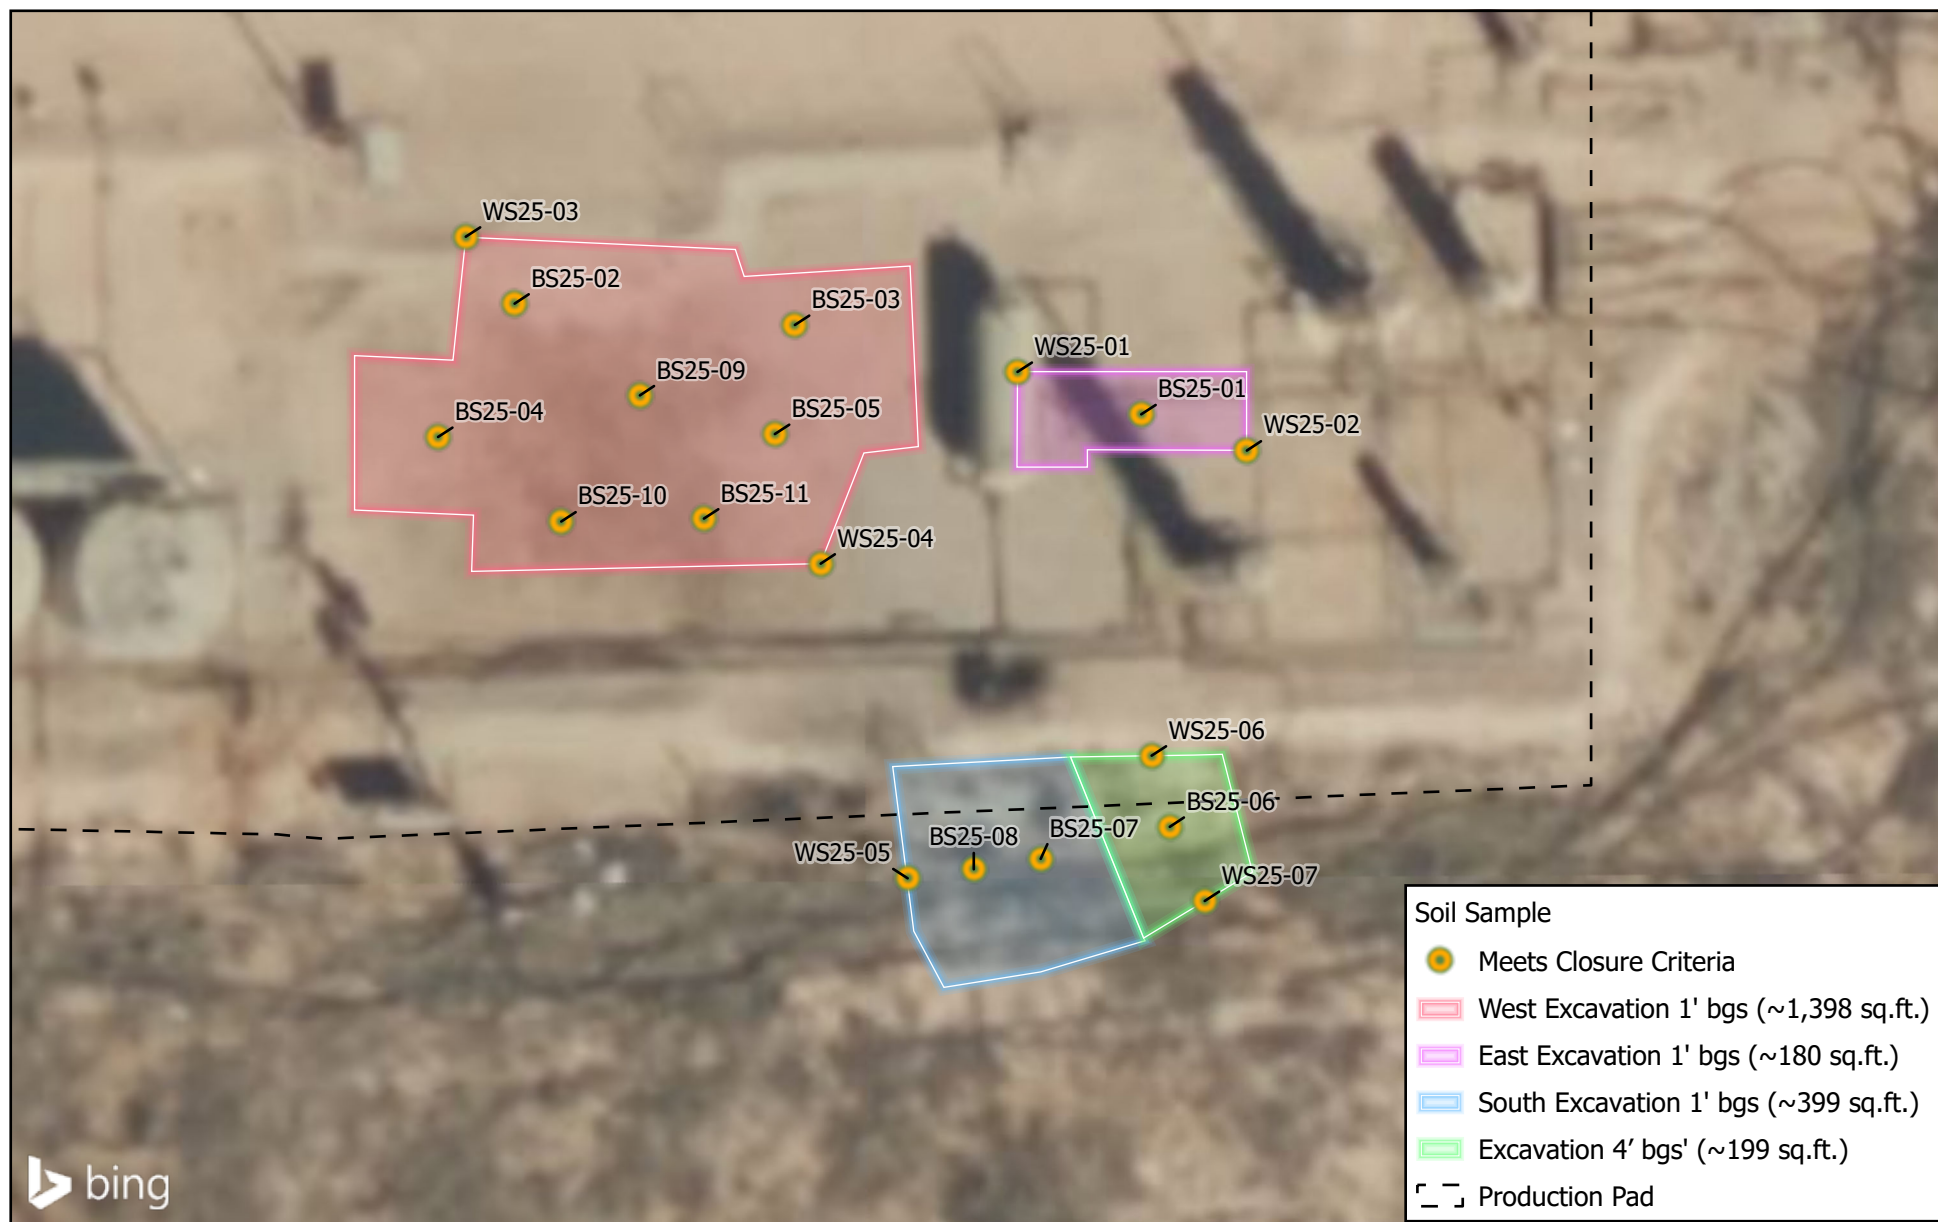 WS25-03
BS25-02
BS25-03
WS25-01
BS25-09
BS25-01
BS25-04
BS25-05
WS25-02
BS25-10
BS25-11
WS25-04
WS25-06
BS25-06
BS25-08
BS25-07
WS25-05
WS25-07
Soil Sample
Meets Closure Criteria
West Excavation 1' bgs (~1,398 sq.ft.)
East Excavation 1' bgs (~180 sq.ft.)
South Excavation 1' bgs (~399 sq.ft.)
Excavation 4’ bgs' (~199 sq.ft.)
Production Pad
bing